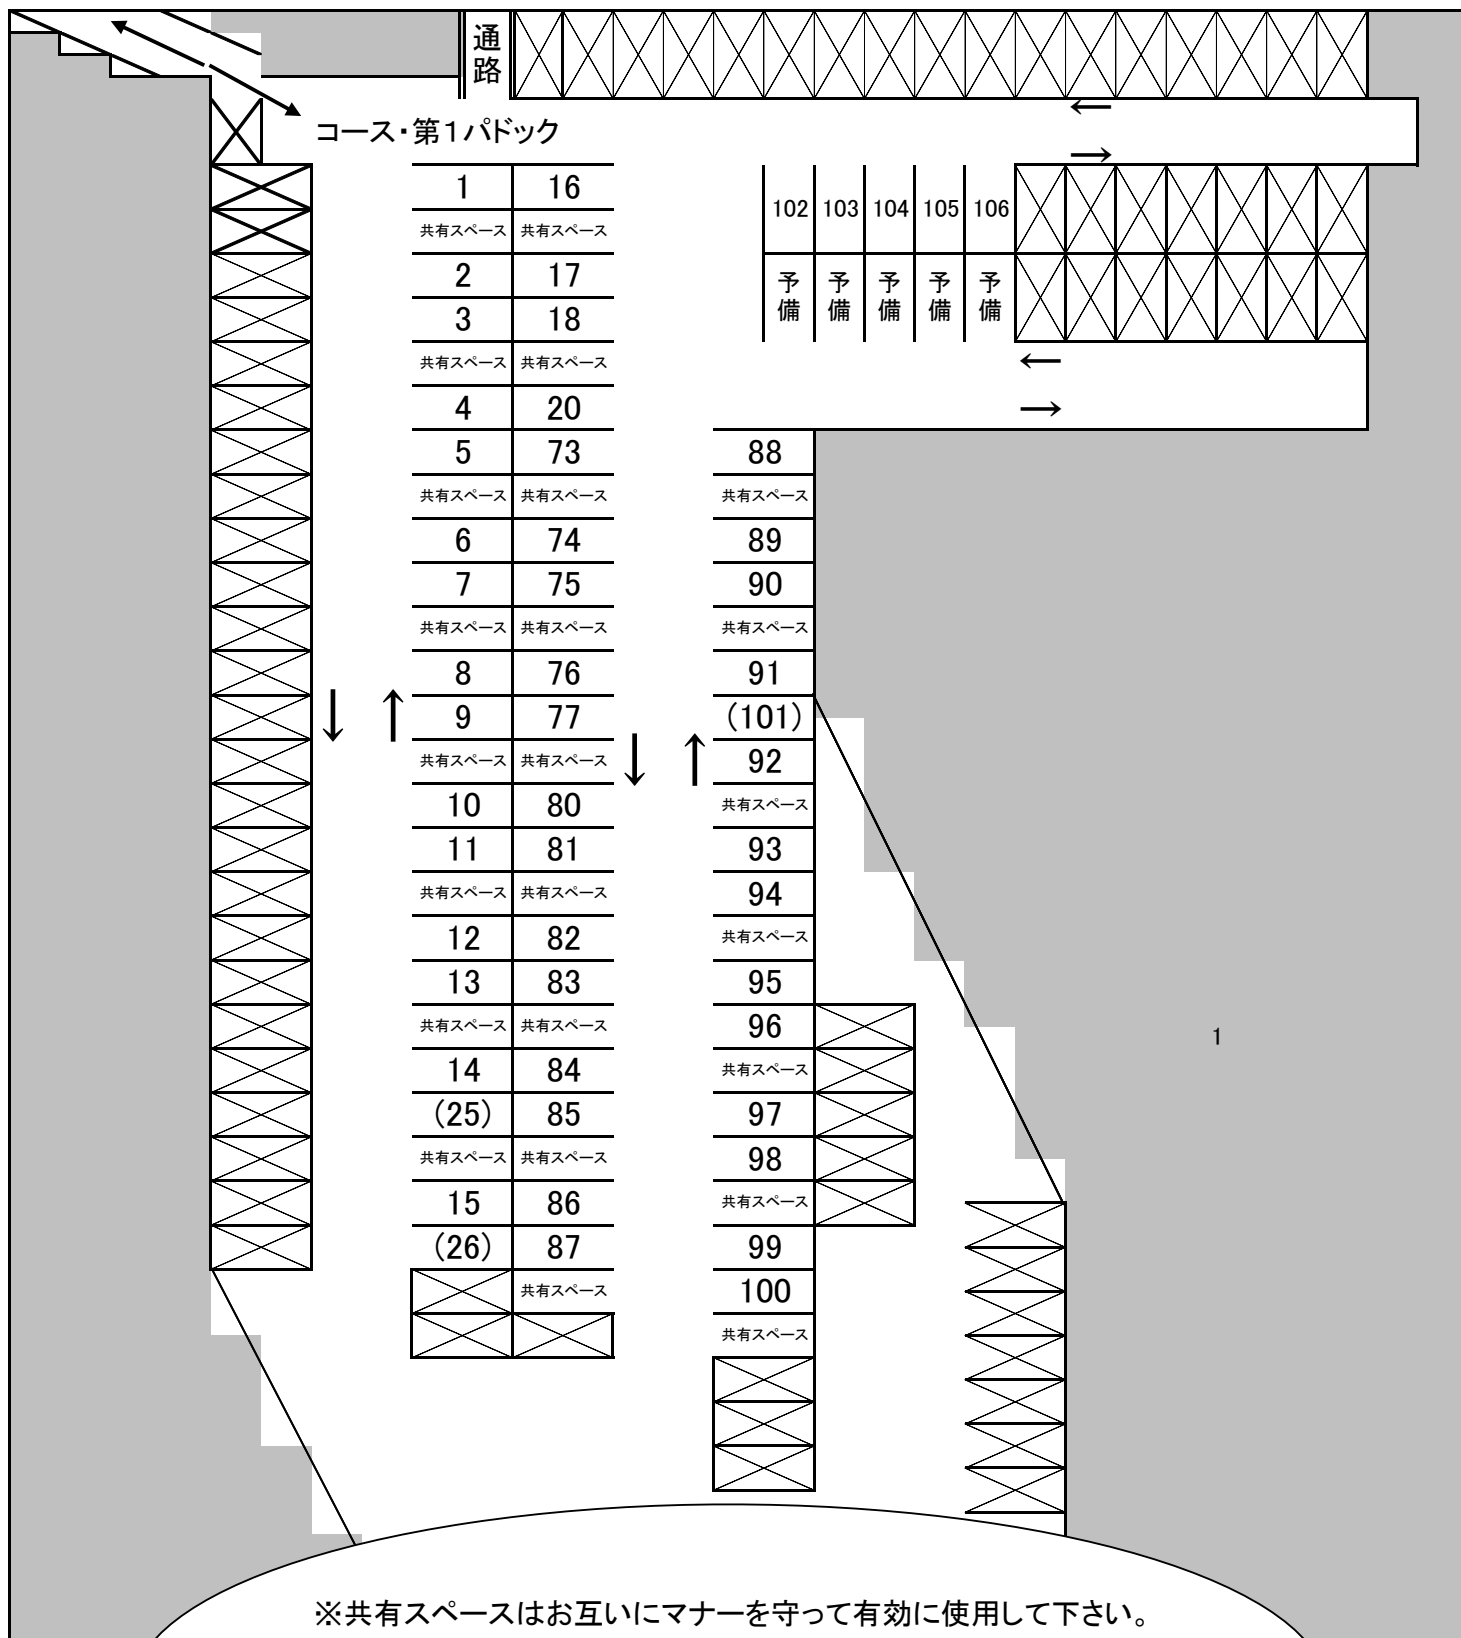 通路
コース・第１パドック
←
→
1 16
102 103 104 105 106
共有スペース 共有スペース
2 17
予備 予備 予備 予備 予備
3 18
共有スペース 共有スペース
←
4 20
→
5 73 88
共有スペース 共有スペース 共有スペース
6 74 89
7 75 90
共有スペース 共有スペース 共有スペース
8 76 91
↓ ↑ 9 77 (101)
共有スペース 共有スペース ↓ ↑ 92
10 80 共有スペース
11 81 93
共有スペース 共有スペース 94
12 82 共有スペース
13 83 95
共有スペース 共有スペース 96
1
14 84 共有スペース
(25) 85 97
共有スペース 共有スペース 98
15 86 共有スペース
(26) 87 99
共有スペース 100
共有スペース
※共有スペースはお互いにマナーを守って有効に使用して下さい。